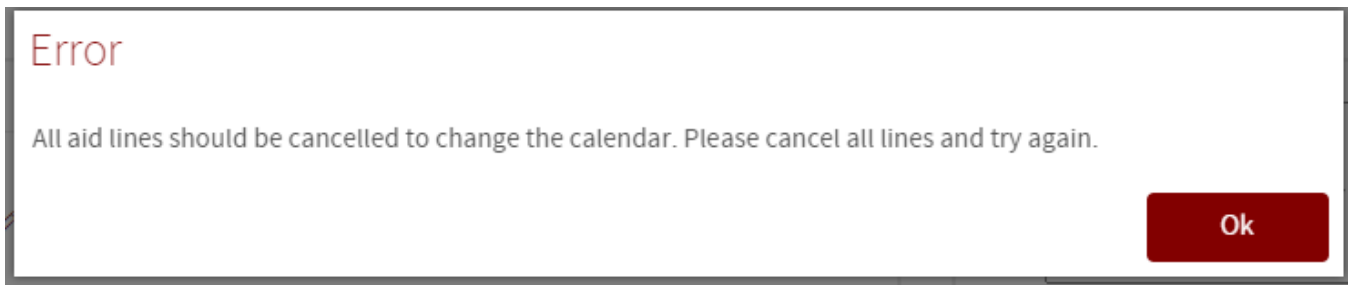 Error
All aid lines should be cancelled to change the calendar. Please cancel all lines and try again.
Ok